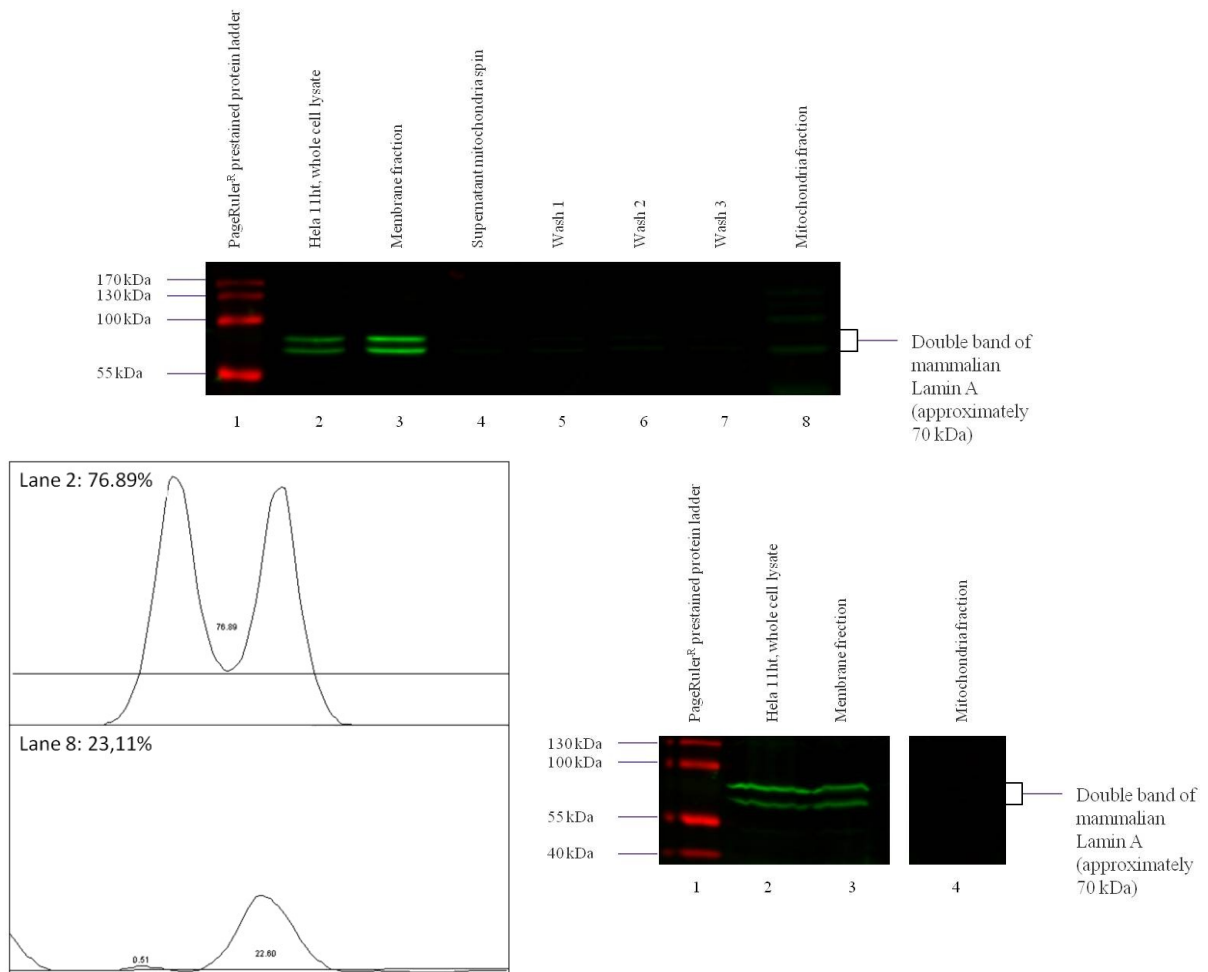 PageRulerR prestained protein ladder
Hela 11ht, whole cell lysate
Membrane fraction
Supernatant mitochondria spin
Wash 1
Wash 2
Wash 3
Mitochondria fraction
170 kDa
130 kDa
100 kDa
55 kDa
Double band of
mammalian
Lamin A
(approximately
70 kDa)
1 2 3 4 5 6 7 8
Lane 2: 76.89%
76.89
Lane 8: 23,11%
0.51
22.60
PageRulerR prestained protein ladder
Hela 11ht, whole cell lysate
Membrane frection
Mitochondria fraction
130 kDa
100 kDa
55 kDa
40 kDa
Double band of
mammalian
Lamin A
(approximately
70 kDa)
1 2 3 4